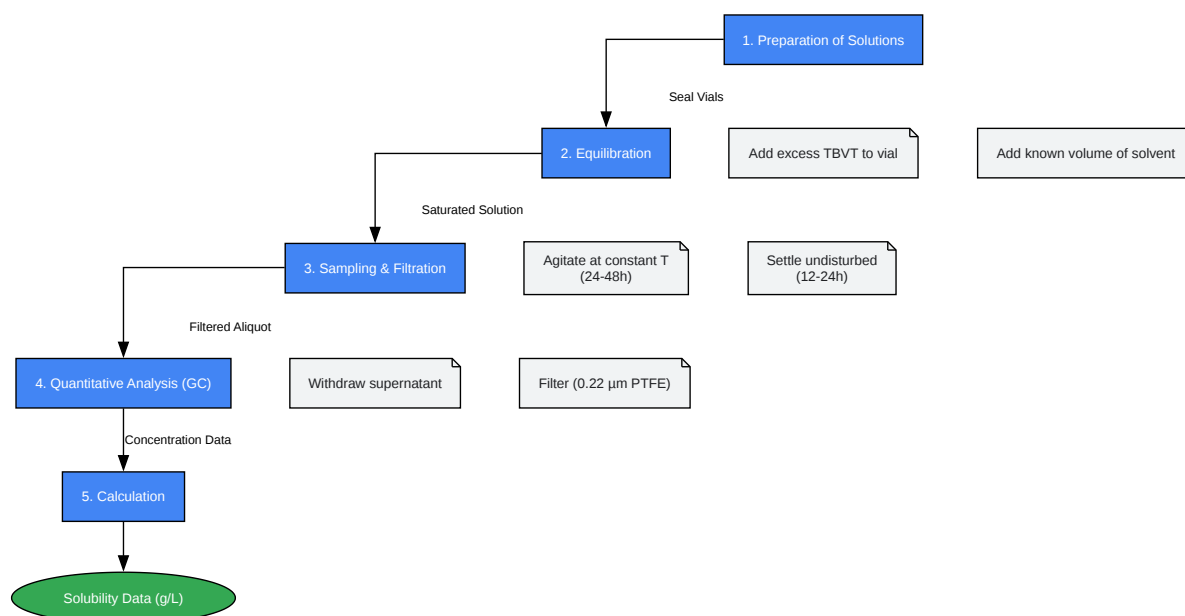 1. Preparation of Solutions
Seal Vials
2. Equilibration
Add excess TBVT to vial
Add known volume of solvent
Saturated Solution
3. Sampling & Filtration
Agitate at constant T
(24-48h)
Settle undisturbed
(12-24h)
Filtered Aliquot
4. Quantitative Analysis (GC)
Withdraw supernatant
Filter (0.22 µm PTFE)
Concentration Data
5. Calculation
Solubility Data (g/L)